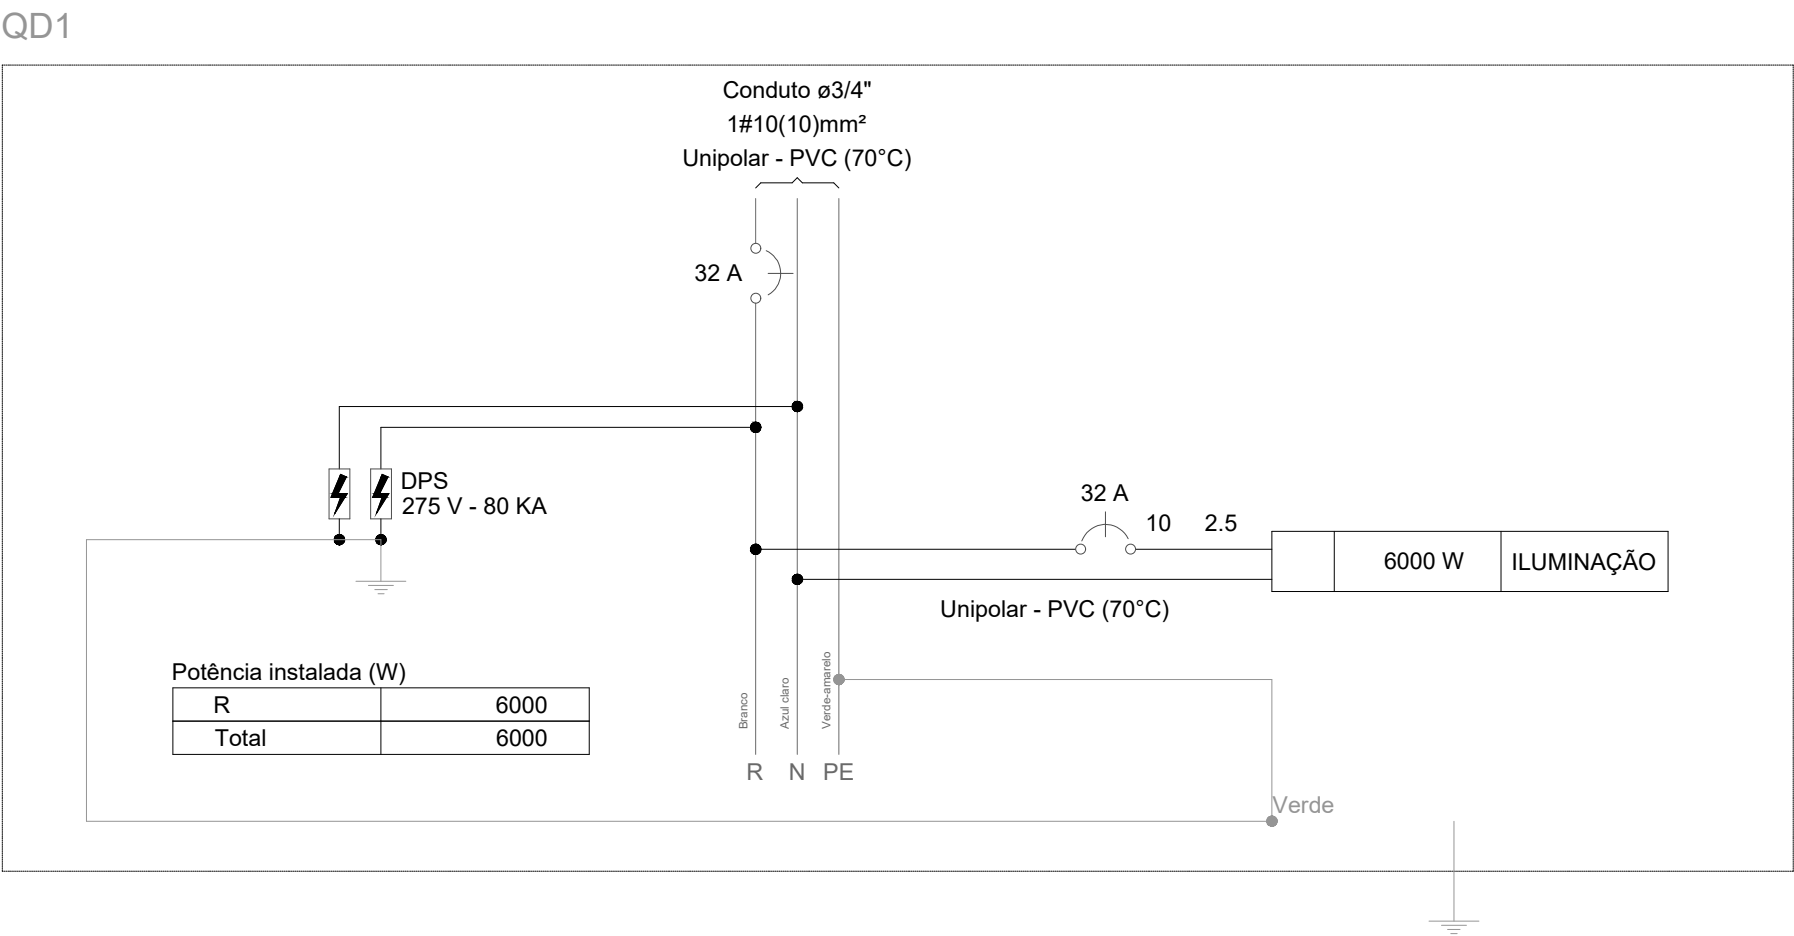 QD1
Conduto ø3/4"
1#10(10)mm²
Unipolar - PVC (70°C)
32 A
DPS
275 V - 80 KA
32 A
10 2.5
6000 W ILUMINAÇÃO
Unipolar - PVC (70°C)
Potência instalada (W)
R 6000
Total 6000
Branco
Azul claro
Verde-amarelo
R N PE
Verde